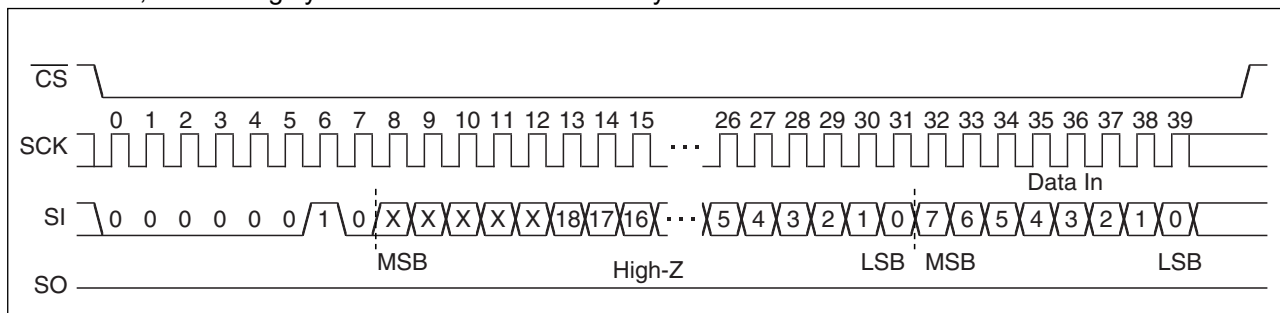 CS
0 1 2 3 4 5 6 7 8 9 10 11 12 13 14 15 26 27 28 29 30 31 32 33 34 35 36 37 38 39
SCK ...
Data In
SI 0 0 0 0 0 0 1 0 X X X X X 18 17 16 ... 5 4 3 2 1 0 7 6 5 4 3 2 1 0
MSB High-Z LSB MSB LSB
SO